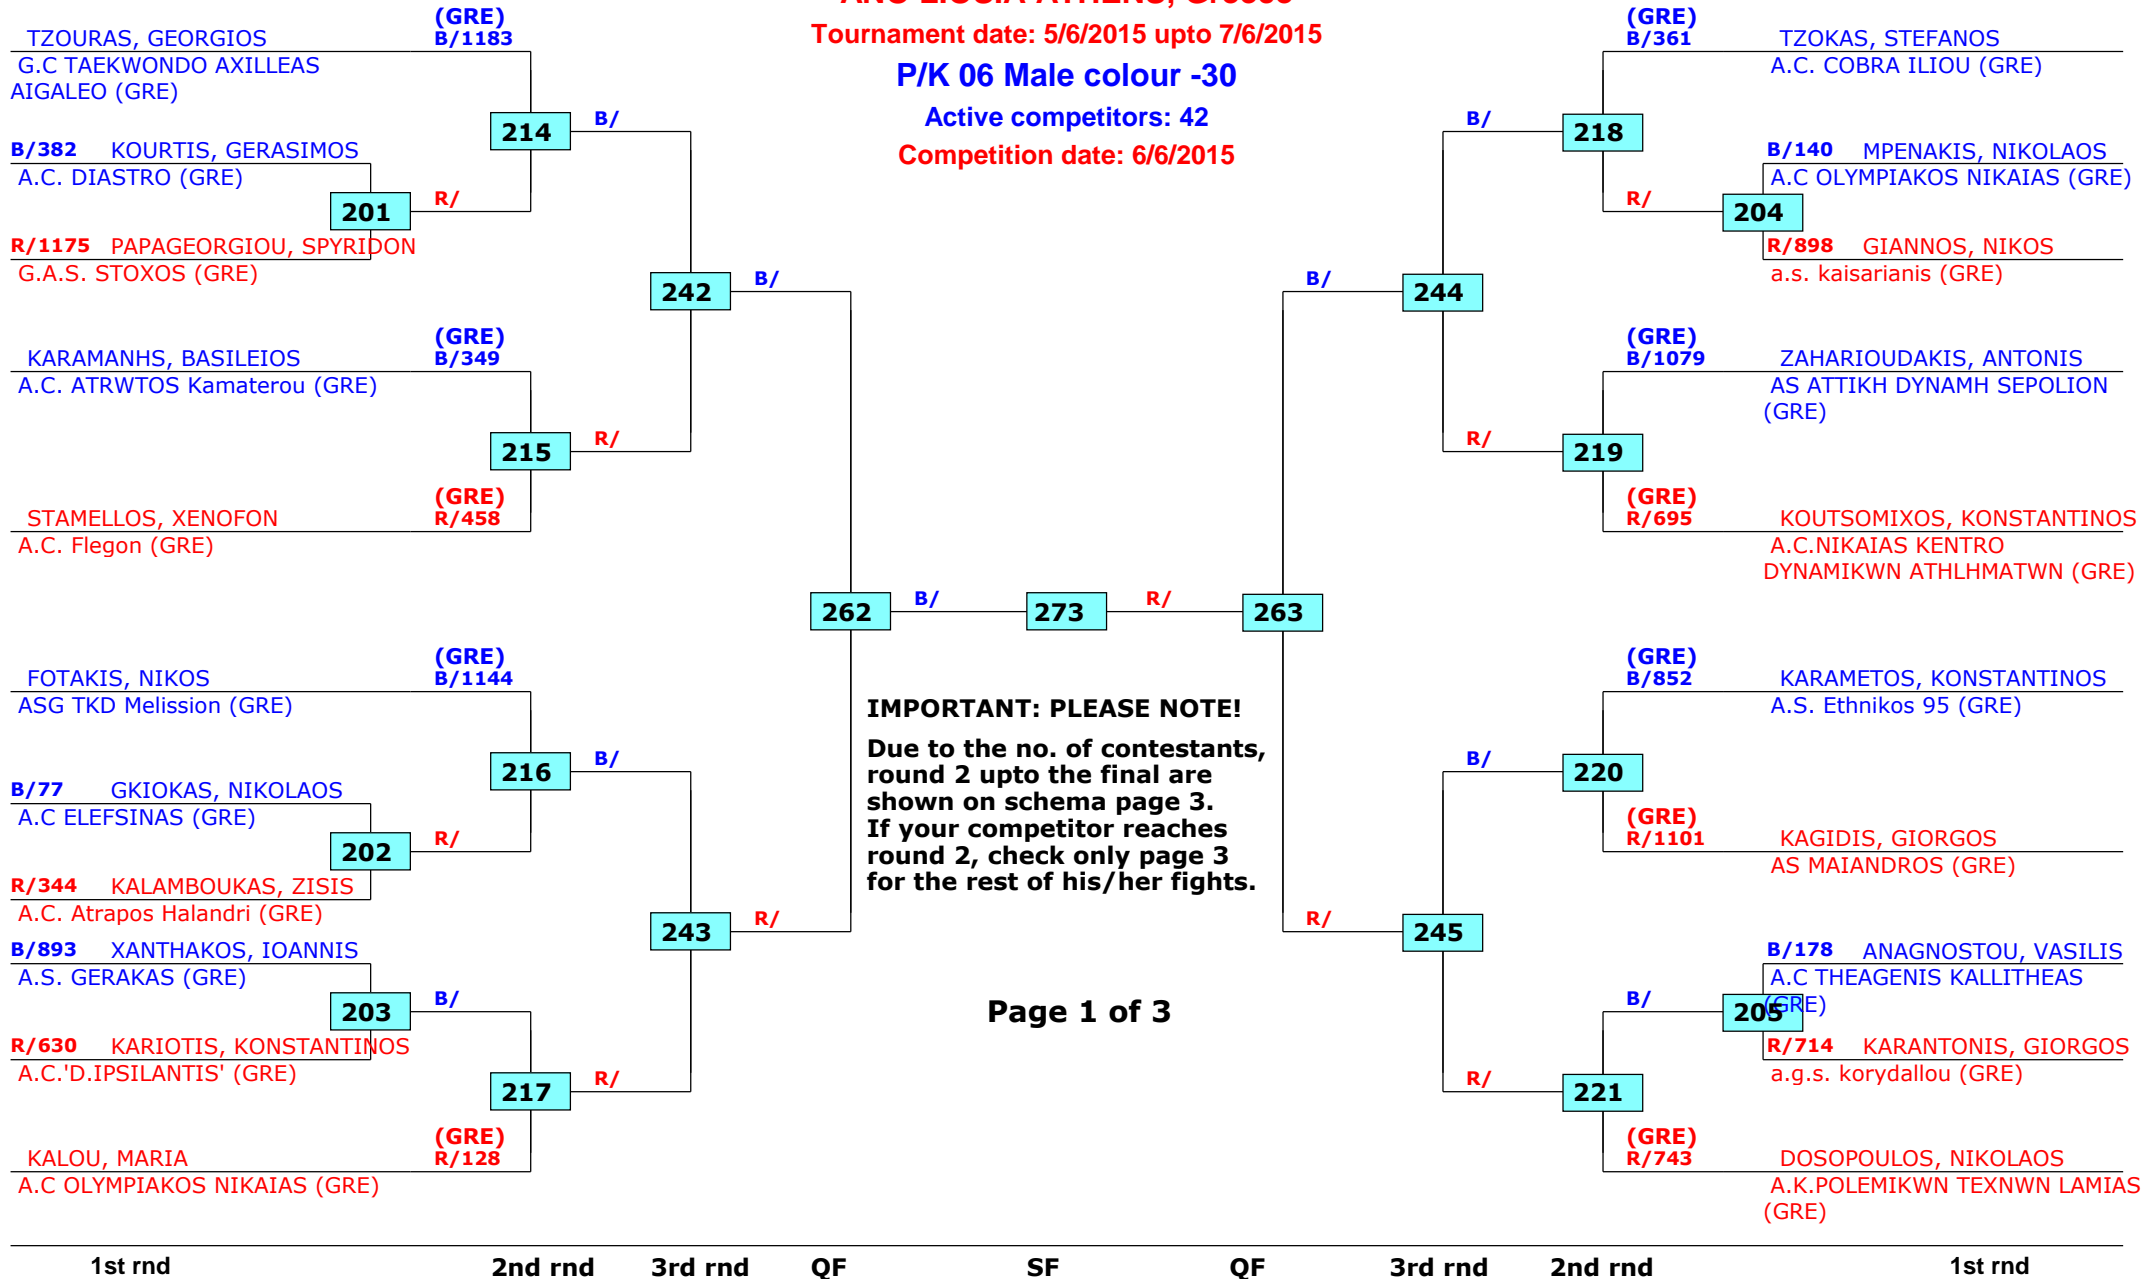 ANO LIOSIA ATHENS, Greece
Tournament date: 5/6/2015 upto 7/6/2015
P/K 06 Male colour -30
Active competitors: 42
Competition date: 6/6/2015
(GRE)
TZOURAS, GEORGIOS B/1183
G.C TAEKWONDO AXILLEAS
AIGALEO (GRE)
214 B/
B/382 KOURTIS, GERASIMOS
A.C. DIASTRO (GRE)
201 R/
R/1175 PAPAGEORGIOU, SPYRIDON
G.A.S. STOXOS (GRE)
242 B/
(GRE)
KARAMANHS, BASILEIOS B/349
A.C. ATRWTOS Kamaterou (GRE)
215 R/
(GRE)
STAMELLOS, XENOFON R/458
A.C. Flegon (GRE)
262 B/
273
(GRE)
FOTAKIS, NIKOS B/1144
ASG TKD Melission (GRE)
216 B/
B/77 GKIOKAS, NIKOLAOS
A.C ELEFSINAS (GRE)
202 R/
R/344 KALAMBOUKAS, ZISIS
A.C. Atrapos Halandri (GRE)
243 R/
B/893 XANTHAKOS, IOANNIS
A.S. GERAKAS (GRE)
203 B/
R/630 KARIOTIS, KONSTANTINOS
A.C.'D.IPSILANTIS' (GRE)
217 R/
(GRE)
KALOU, MARIA R/128
A.C OLYMPIAKOS NIKAIAS (GRE)
IMPORTANT: PLEASE NOTE!
Due to the no. of contestants,
round 2 upto the final are
shown on schema page 3.
If your competitor reaches
round 2, check only page 3
for the rest of his/her fights.
Page 1 of 3
(GRE)
B/361 TZOKAS, STEFANOS
A.C. COBRA ILIOU (GRE)
B/ 218
B/140 MPENAKIS, NIKOLAOS
A.C OLYMPIAKOS NIKAIAS (GRE)
R/ 204
R/898 GIANNOS, NIKOS
a.s. kaisarianis (GRE)
B/ 244
(GRE)
B/1079 ZAHARIOUDAKIS, ANTONIS
AS ATTIKH DYNAMH SEPOLION
(GRE)
R/ 219
(GRE)
R/695 KOUTSOMIXOS, KONSTANTINOS
A.C.NIKAIAS KENTRO
DYNAMIKWN ATHLHMATWN (GRE)
R/ 263
(GRE)
B/852 KARAMETOS, KONSTANTINOS
A.S. Ethnikos 95 (GRE)
B/ 220
(GRE)
R/1101 KAGIDIS, GIORGOS
AS MAIANDROS (GRE)
R/ 245
B/178 ANAGNOSTOU, VASILIS
A.C THEAGENIS KALLITHEAS
(GRE)
B/ 205
R/714 KARANTONIS, GIORGOS
a.g.s. korydallou (GRE)
R/ 221
(GRE)
R/743 DOSOPOULOS, NIKOLAOS
A.K.POLEMIKWN TEXNWN LAMIAS
(GRE)
1st rnd 2nd rnd 3rd rnd QF SF QF 3rd rnd 2nd rnd 1st rnd